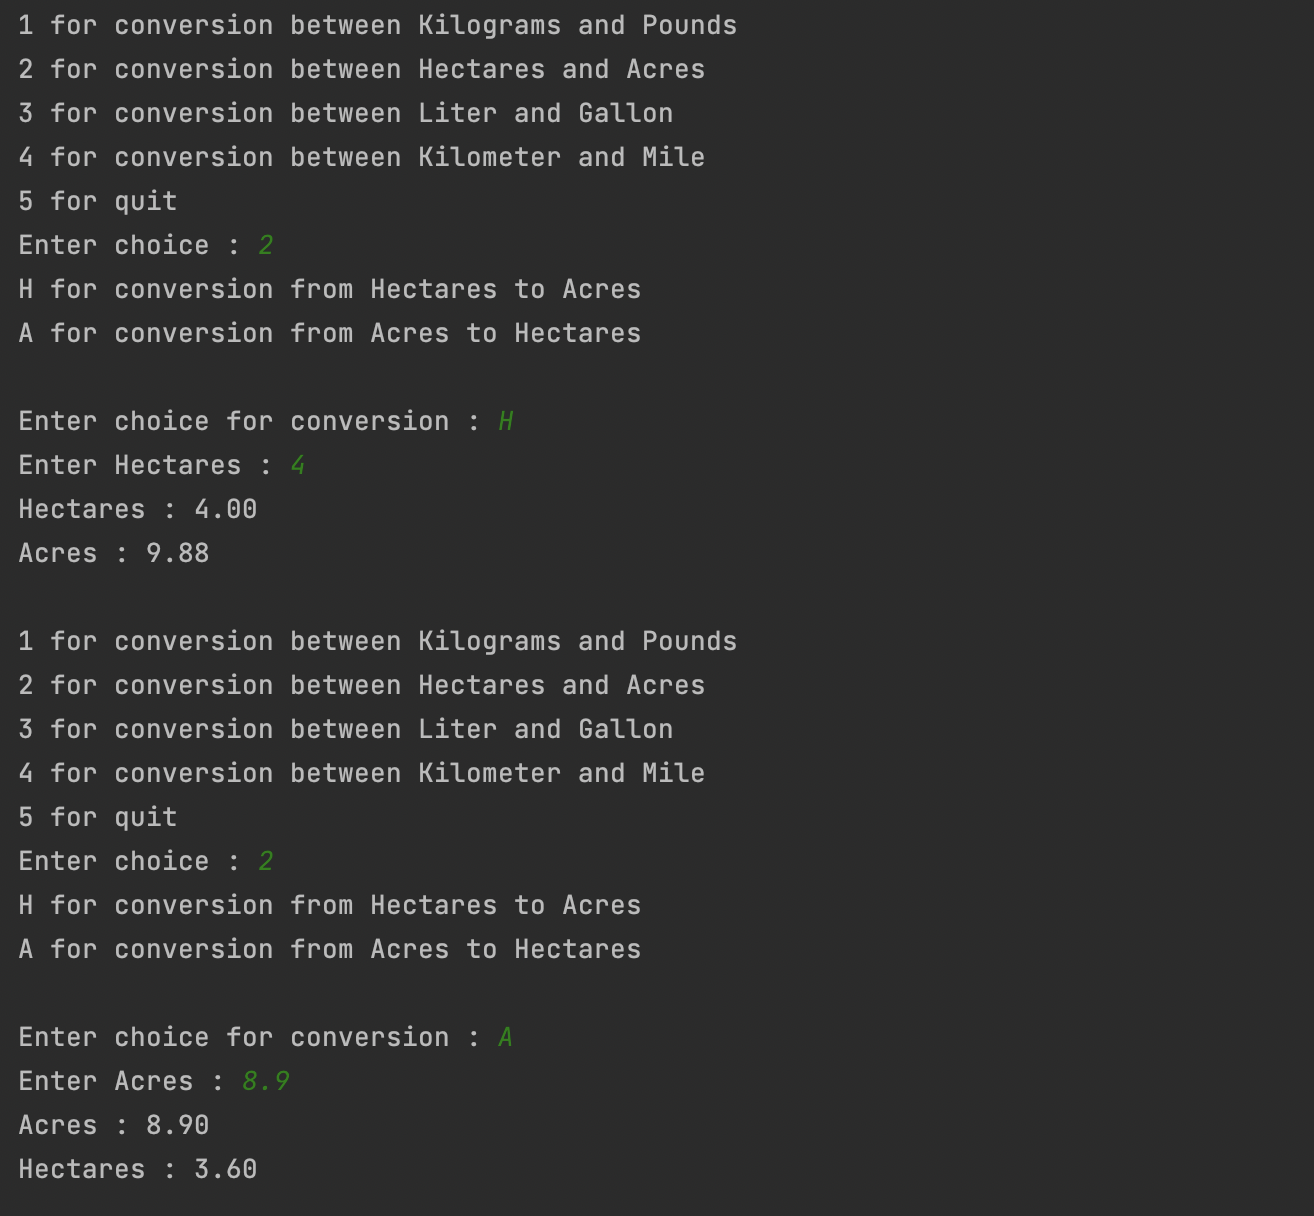 1 for conversion between Kilograms and Pounds
2 for conversion between Hectares and Acres
3 for conversion between Liter and Gallon
4 for conversion between Kilometer and Mile
5 for quit
Enter choice : 2
H for conversion from Hectares to Acres
A for conversion from Acres to Hectares
Enter choice for conversion : H
Enter Hectares : 4
Hectares : 4.00
Acres : 9.88
1 for conversion between Kilograms and Pounds
2 for conversion between Hectares and Acres
3 for conversion between Liter and Gallon
4 for conversion between Kilometer and Mile
5 for quit
Enter choice : 2
H for conversion from Hectares to Acres
A for conversion from Acres to Hectares
Enter choice for conversion : A
Enter Acres : 8.9
Acres : 8.90
Hectares : 3.60